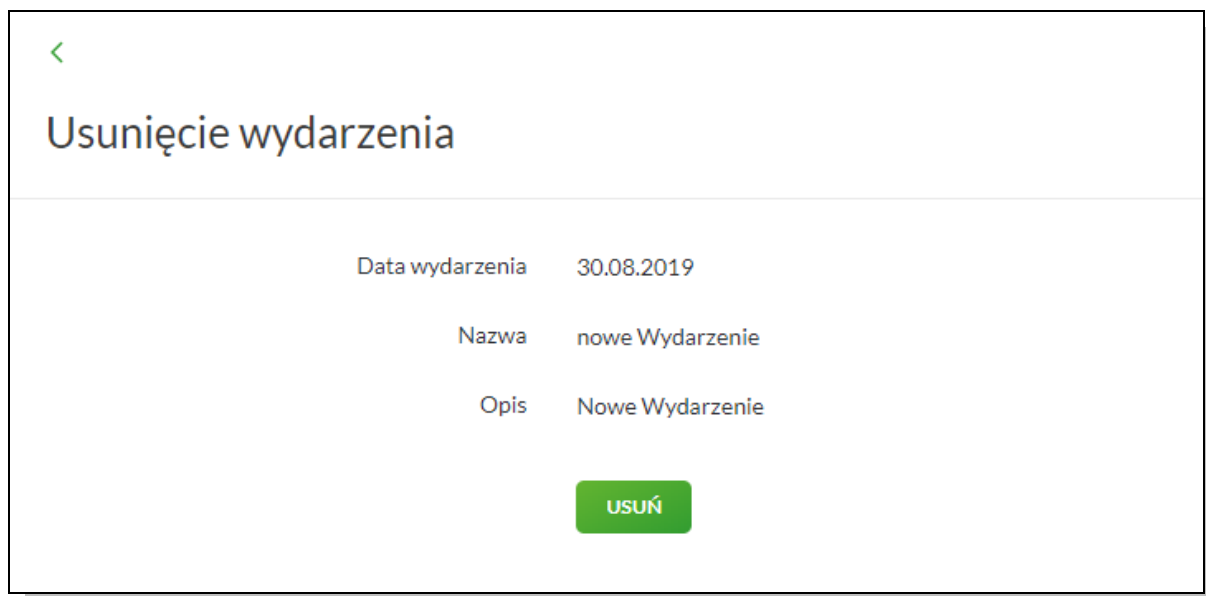 Usunięcie wydarzenia
Data wydarzenia 30.08.2019
Nazwa nowe Wydarzenie
Opis Nowe Wydarzenie
USUŃ